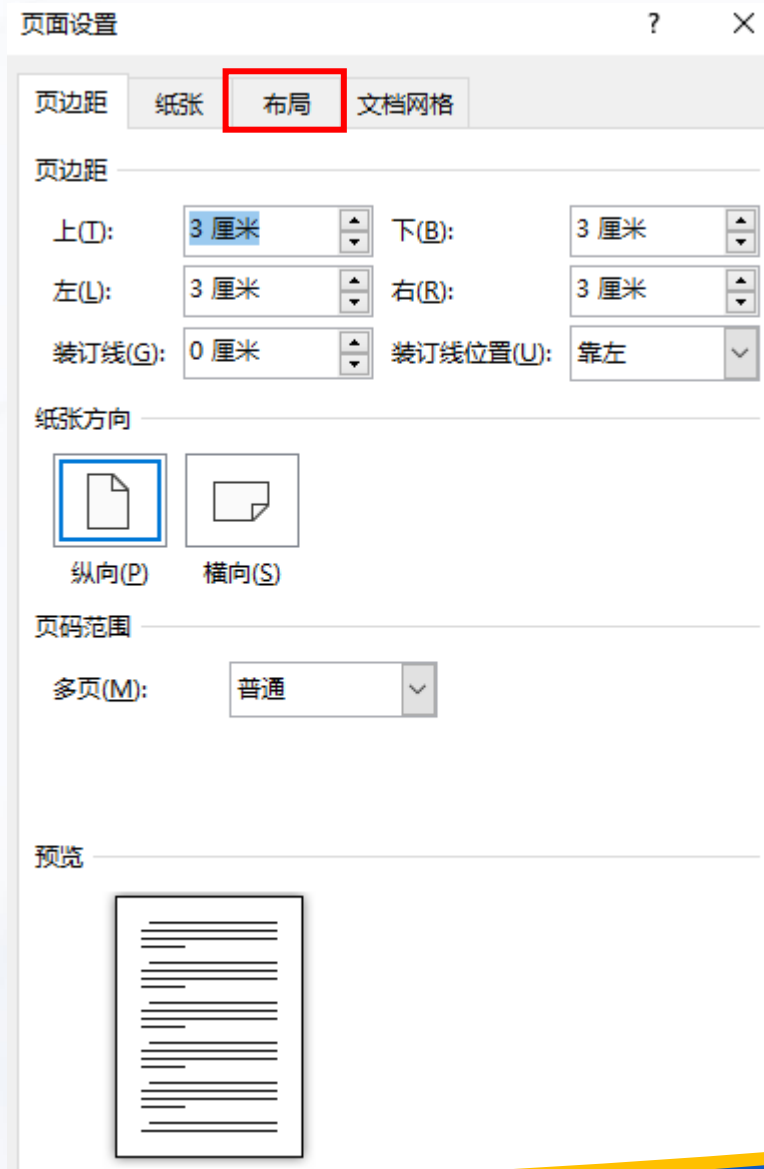 页面设置 ?
页边距 纸张 布局 文档网格
页边距
上(T): 3 厘米 下(B): 3 厘米
左(L): 3 厘米 右(R): 3 厘米
装订线(G): 0 厘米 装订线位置(U): 靠左
纸张方向
纵向(P) 横向(S)
页码范围
多页(M): 普通
预览